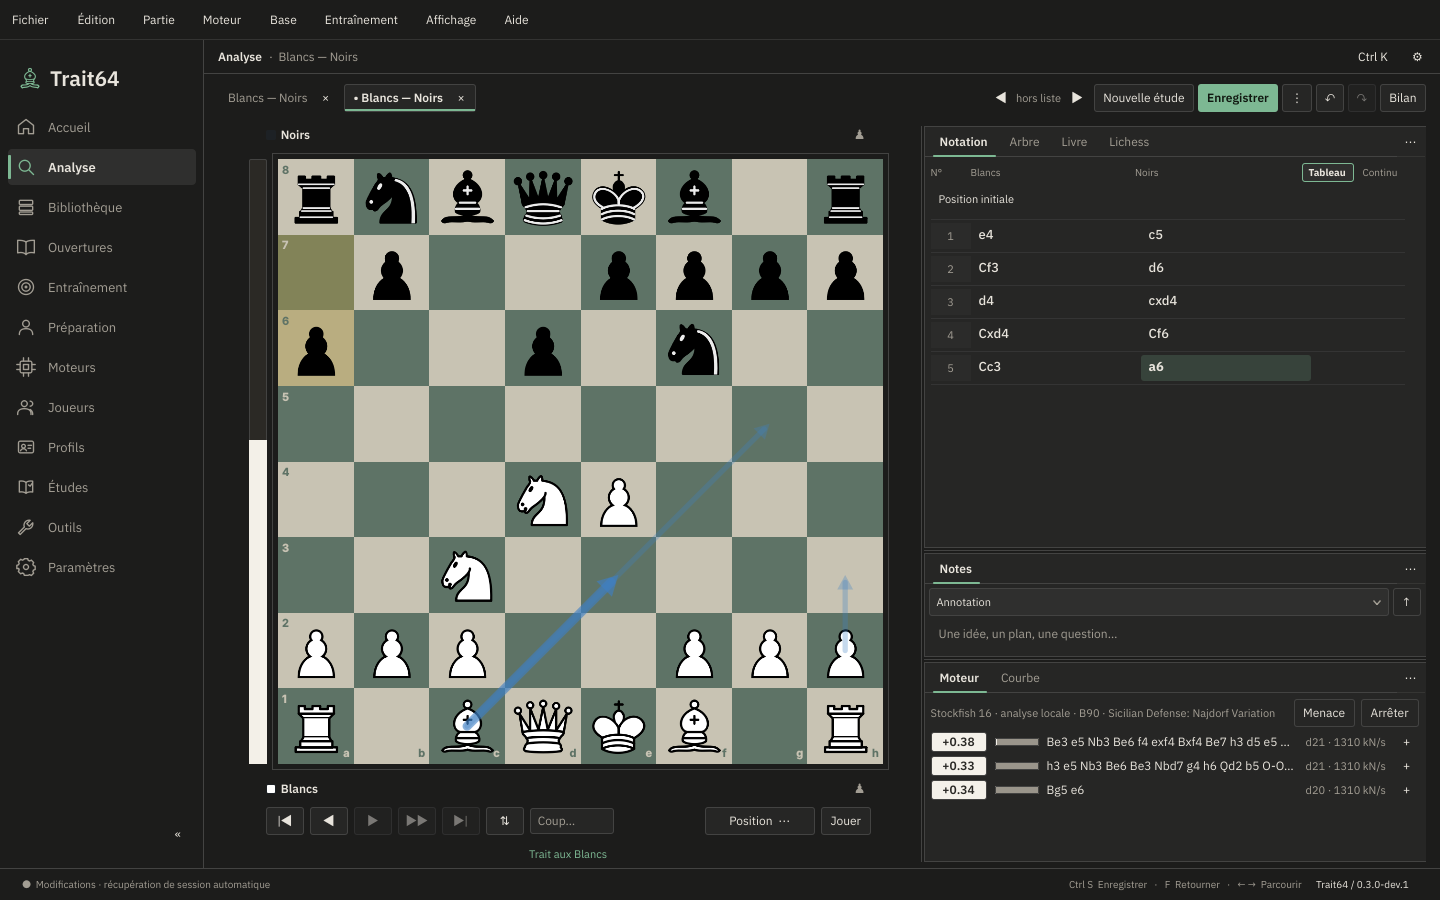 Fichier Édition Partie Moteur Base Entraînement Affichage Aide
Trait64
Accueil
Analyse
Bibliothèque
Ouvertures
Entraînement
Préparation
Moteurs
Joueurs
Profils
Études
Outils
Paramètres
«
Analyse · Blancs — Noirs Ctrl K
Blancs — Noirs × • Blancs — Noirs ×
hors liste Nouvelle étude Enregistrer Bilan
Noirs
8
7
6
5
4
3
2
1
a b c d e f g h
Blancs
Coup... Position ··· Jouer
Trait aux Blancs
Notation Arbre Livre Lichess ···
N° Blancs Noirs Tableau Continu
Position initiale
1 e4 c5
2 Cf3 d6
3 d4 cxd4
4 Cxd4 Cf6
5 Cc3 a6
Notes ···
Annotation
Une idée, un plan, une question...
Moteur Courbe ···
Stockfish 16 · analyse locale · B90 · Sicilian Defense: Najdorf Variation Menace Arrêter
+0.38 Be3 e5 Nb3 Be6 f4 exf4 Bxf4 Be7 h3 d5 e5 ... d21 · 1310 kN/s +
+0.33 h3 e5 Nb3 Be6 Be3 Nbd7 g4 h6 Qd2 b5 O-O... d21 · 1310 kN/s +
+0.34 Bg5 e6 d20 · 1310 kN/s +
Modifications · récupération de session automatique
Ctrl S Enregistrer · F Retourner · ←→ Parcourir Trait64 / 0.3.0-dev.1